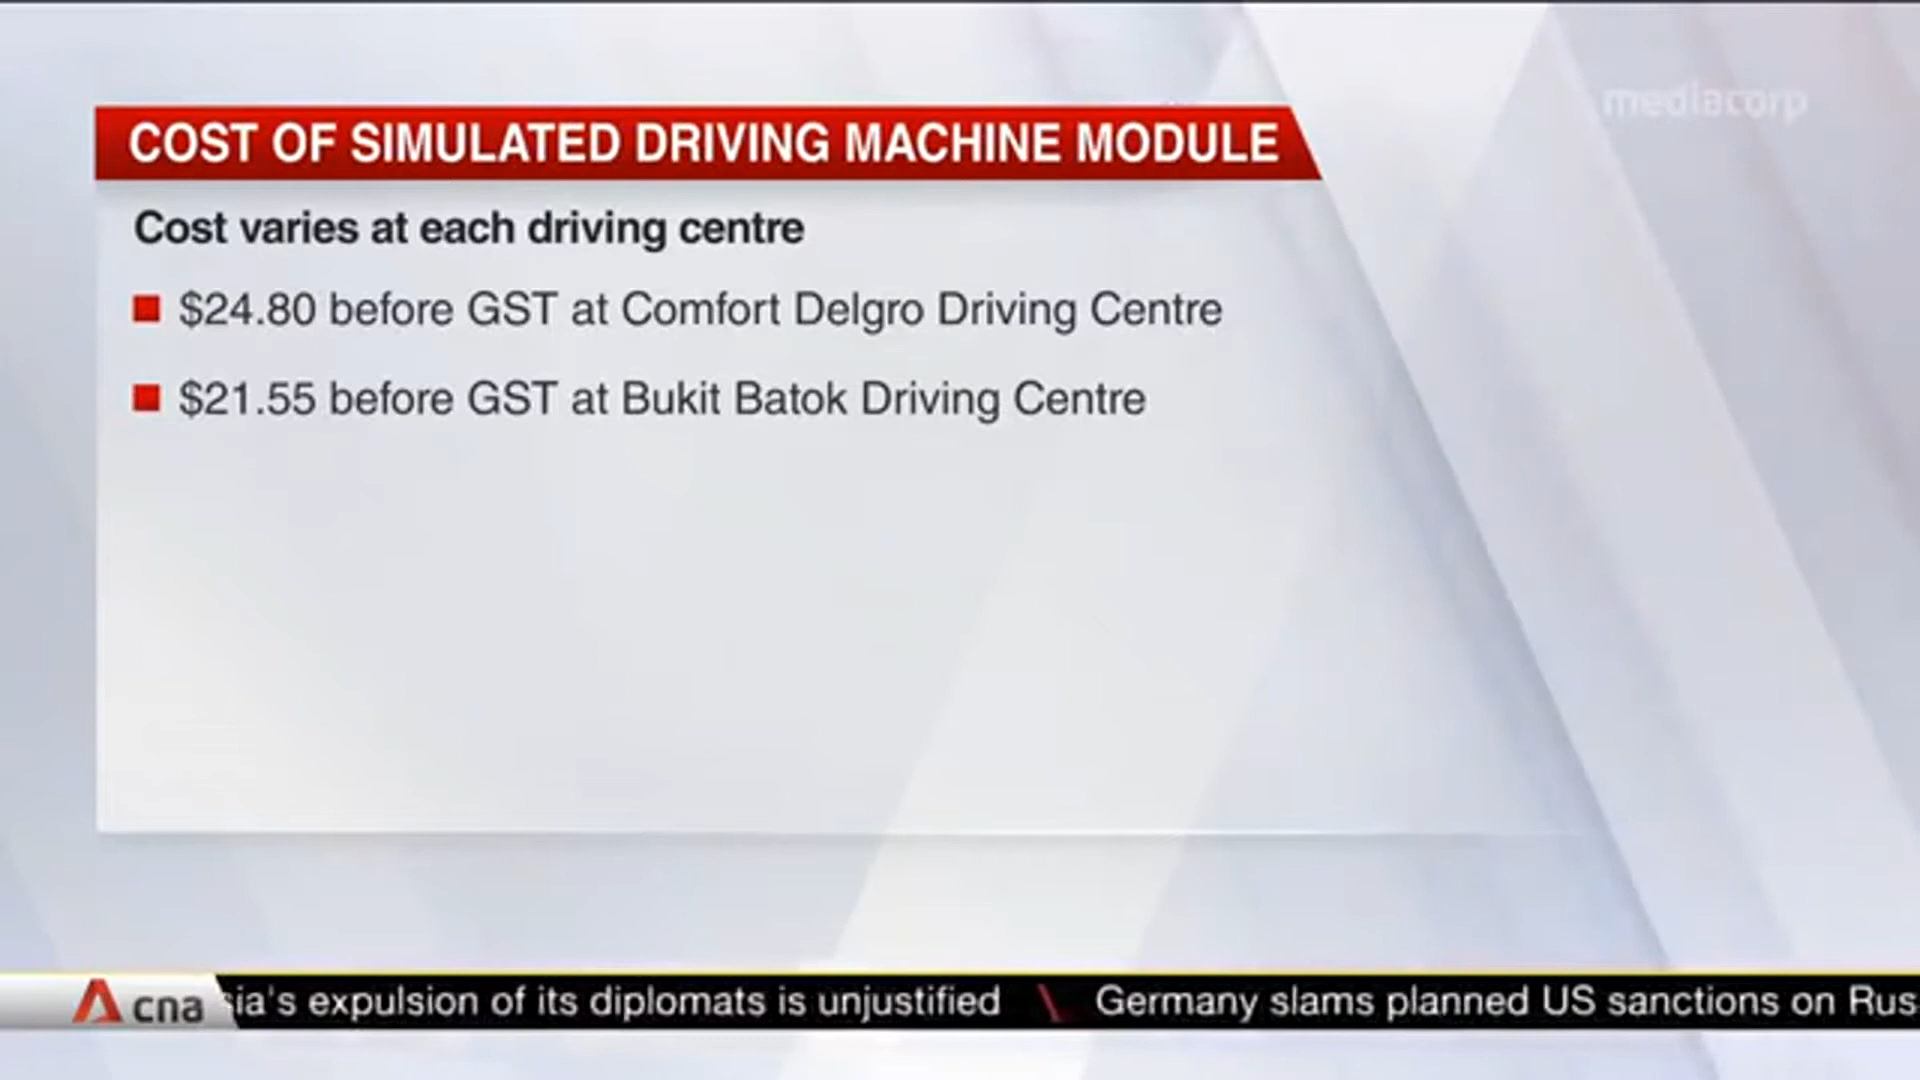 mediacorp
COST OF SIMULATED DRIVING MACHINE MODULE
Cost varies at each driving centre
$24.80 before GST at Comfort Delgro Driving Centre
$21.55 before GST at Bukit Batok Driving Centre
cna sia's expulsion of its diplomats is unjustified \ Germany slams planned US sanctions on Rus